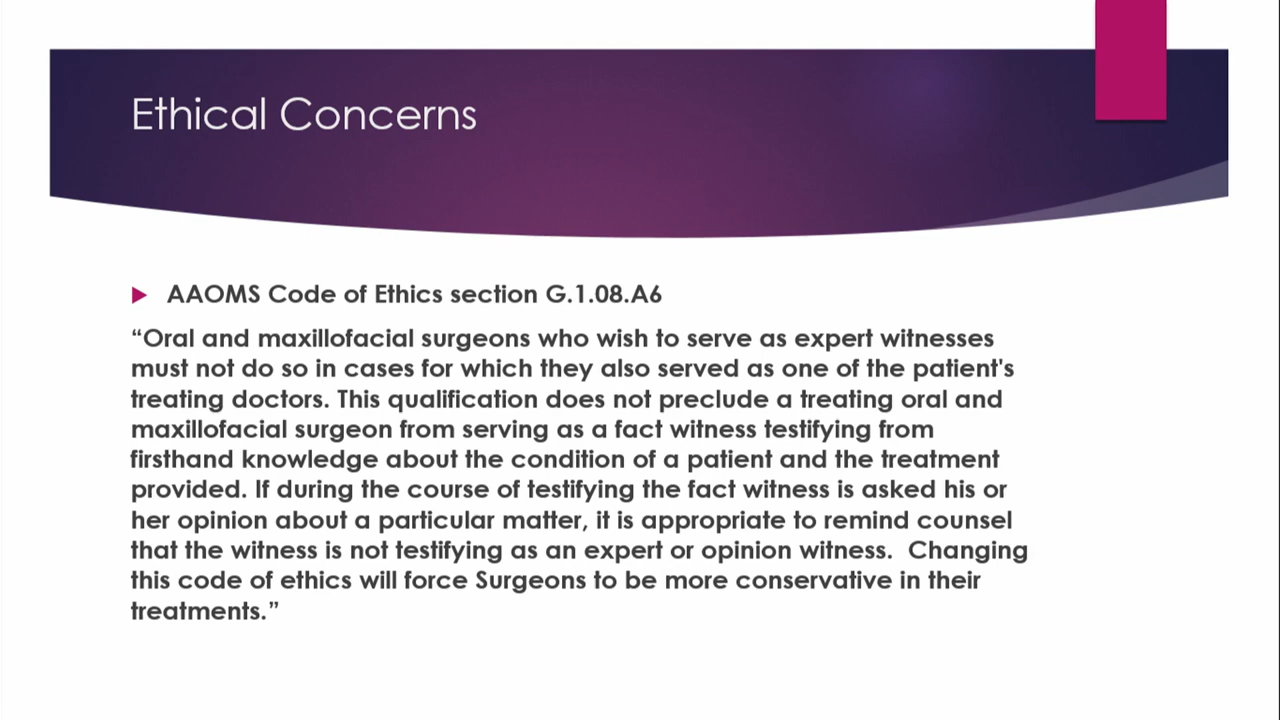 Ethical Concerns
AAOMS Code of Ethics section G.1.08.A6
“Oral and maxillofacial surgeons who wish to serve as expert witnesses
must not do so in cases for which they also served as one of the patient's
treating doctors. This qualification does not preclude a treating oral and
maxillofacial surgeon from serving as a fact witness testifying from
firsthand knowledge about the condition of a patient and the treatment
provided. If during the course of testifying the fact witness is asked his or
her opinion about a particular matter, it is appropriate to remind counsel
that the witness is not testifying as an expert or opinion witness.  Changing
this code of ethics will force Surgeons to be more conservative in their
treatments.”